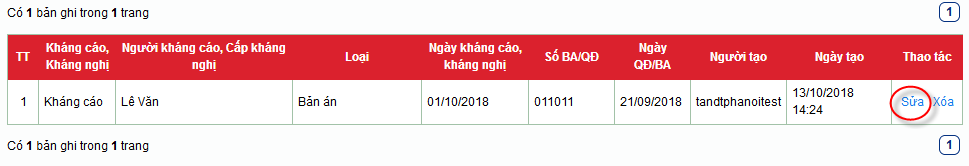 Có 1 bản ghi trong 1 trang 1
TT Kháng cáo, Kháng nghị Người kháng cáo, Cấp kháng nghị Loại Ngày kháng cáo, kháng nghị Số BA/QĐ Ngày QĐ/BA Người tạo Ngày tạo Thao tác
1 Kháng cáo Lê Văn Bản án 01/10/2018 011011 21/09/2018 tandtphanoitest 13/10/2018 14:24 Sửa Xóa
Có 1 bản ghi trong 1 trang 1